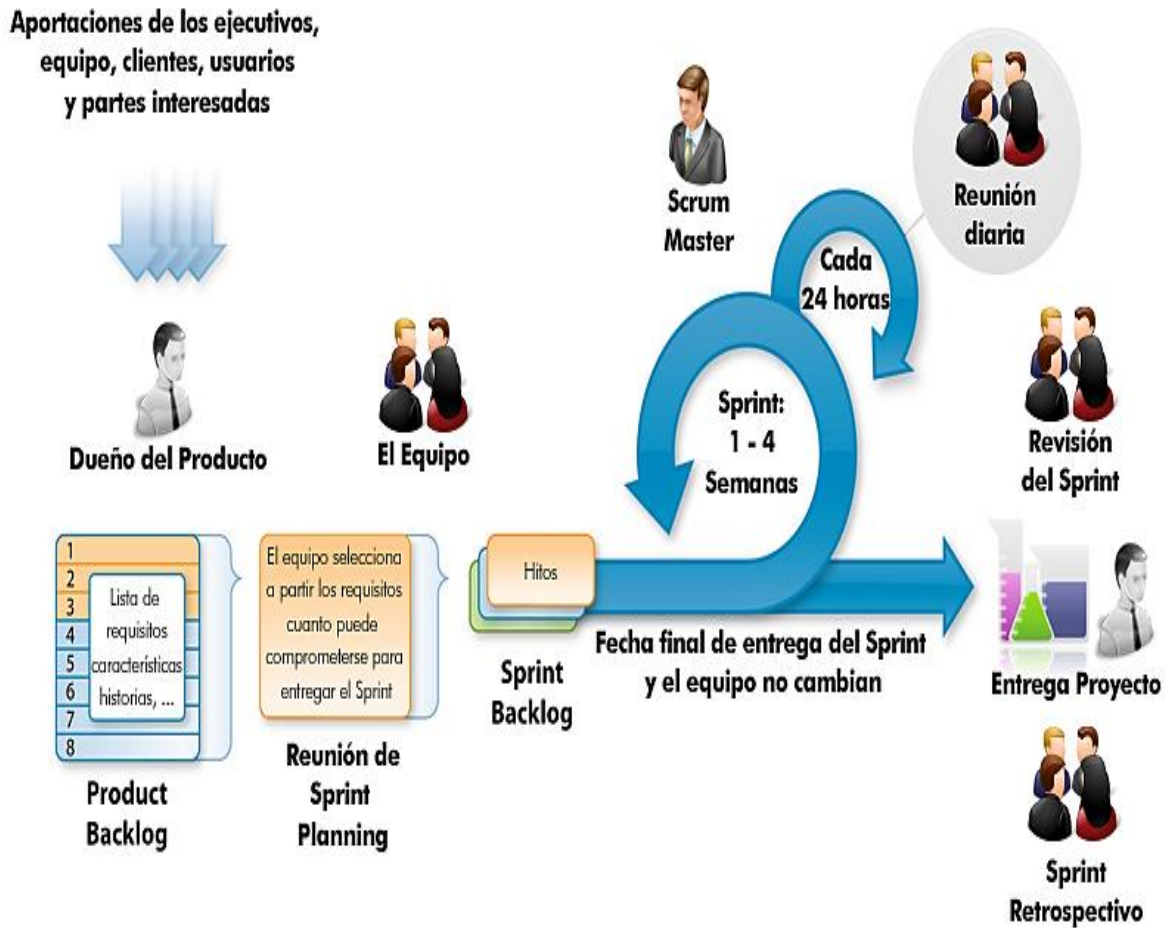 Aportaciones de los ejecutivos,
equipo, clientes, usuarios
y partes interesadas
Scrum
Master
Reunión
diaria
Cada
24 horas
Dueño del Producto
El Equipo
Sprint:
1 - 4
Semanas
Revisión
del Sprint
1
2
3
4
5
6
7
8
Lista de
requisitos
características
historias, ...
El equipo selecciona
a partir los requisitos
cuanto puede
comprometerse para
entregar el Sprint
Hitos
Product
Backlog
Reunión de
Sprint
Planning
Sprint
Backlog
Fecha final de entrega del Sprint
y el equipo no cambian
Entrega Proyecto
Sprint
Retrospectivo